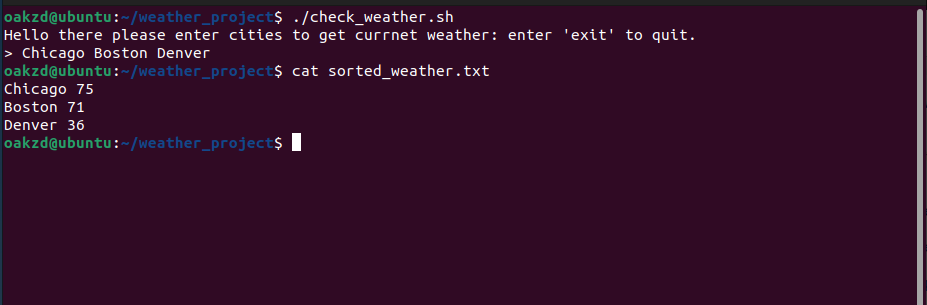 oakzd@ubuntu:~/weather_project$ ./check_weather.sh
Hello there please enter cities to get currnet weather: enter 'exit' to quit.
> Chicago Boston Denver
oakzd@ubuntu:~/weather_project$ cat sorted_weather.txt
Chicago 75
Boston 71
Denver 36
oakzd@ubuntu:~/weather_project$